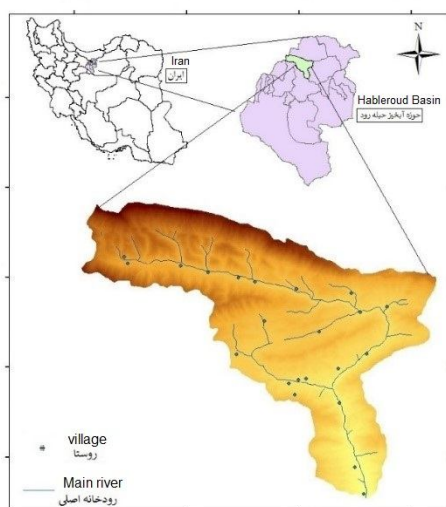 N
Iran
ایران
Hableroud Basin
حوزه آبخیز حبله رود
village
روستا
Main river
رودخانه اصلی